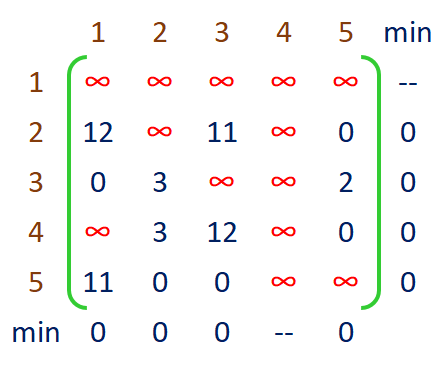 1 2 3 4 5 min
1 ∞ ∞ ∞ ∞ ∞ --
2 12 ∞ 11 ∞ 0 0
3 0 3 ∞ ∞ 2 0
4 ∞ 3 12 ∞ 0 0
5 11 0 0 ∞ ∞ 0
min 0 0 0 -- 0